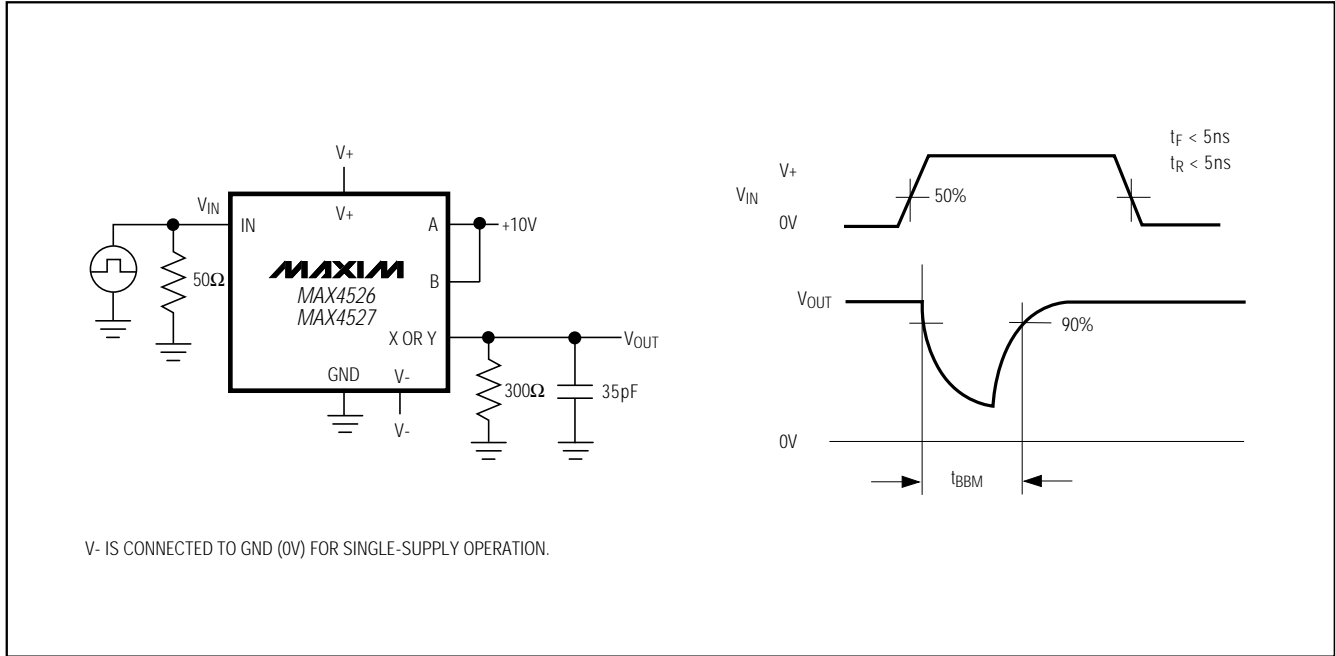 V+
V+
VIN
IN
A
+10V
50Ω
MAXIM
MAX4526
MAX4527
B
X OR Y
VOUT
GND
V-
300Ω
35pF
V-
V- IS CONNECTED TO GND (0V) FOR SINGLE-SUPPLY OPERATION.
tF < 5ns
tR < 5ns
V+
VIN
50%
0V
VOUT
90%
0V
tBBM